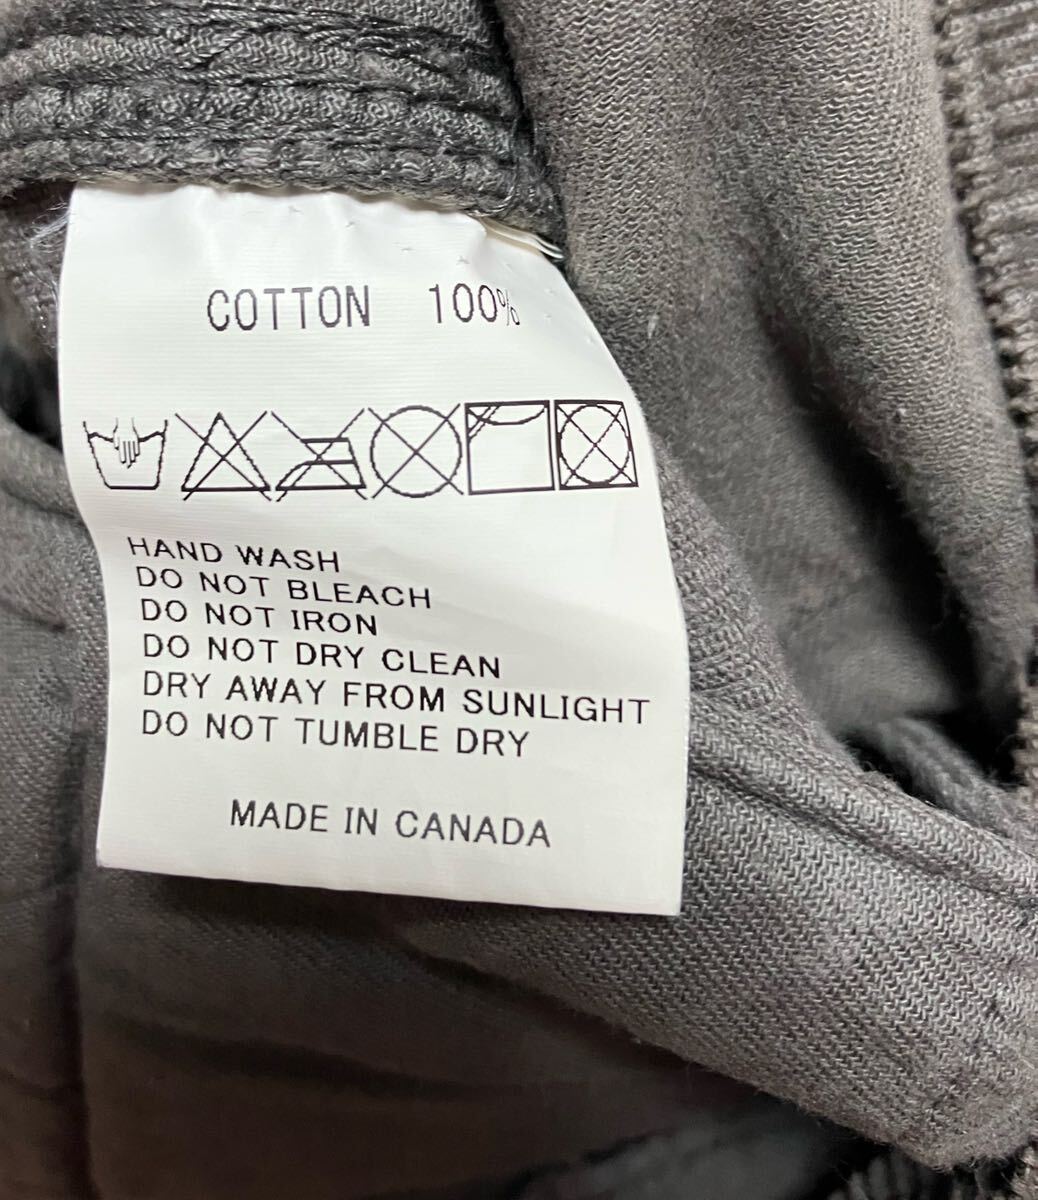 COTTON 100%
HAND WASH
DO NOT BLEACH
DO NOT IRON
DO NOT DRY CLEAN
DRY AWAY FROM SUNLIGHT
DO NOT TUMBLE DRY
MADE IN CANADA